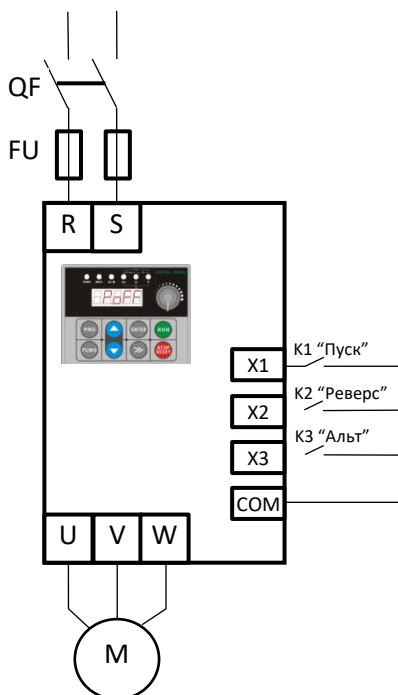 QF
FU
R S
PoFF
PRG
ENTER
RUN
FUNC
STOP
RESET
X1
K1 “Пуск”
X2
K2 “Реверс”
X3
K3 “Альт”
COM
U V W
M